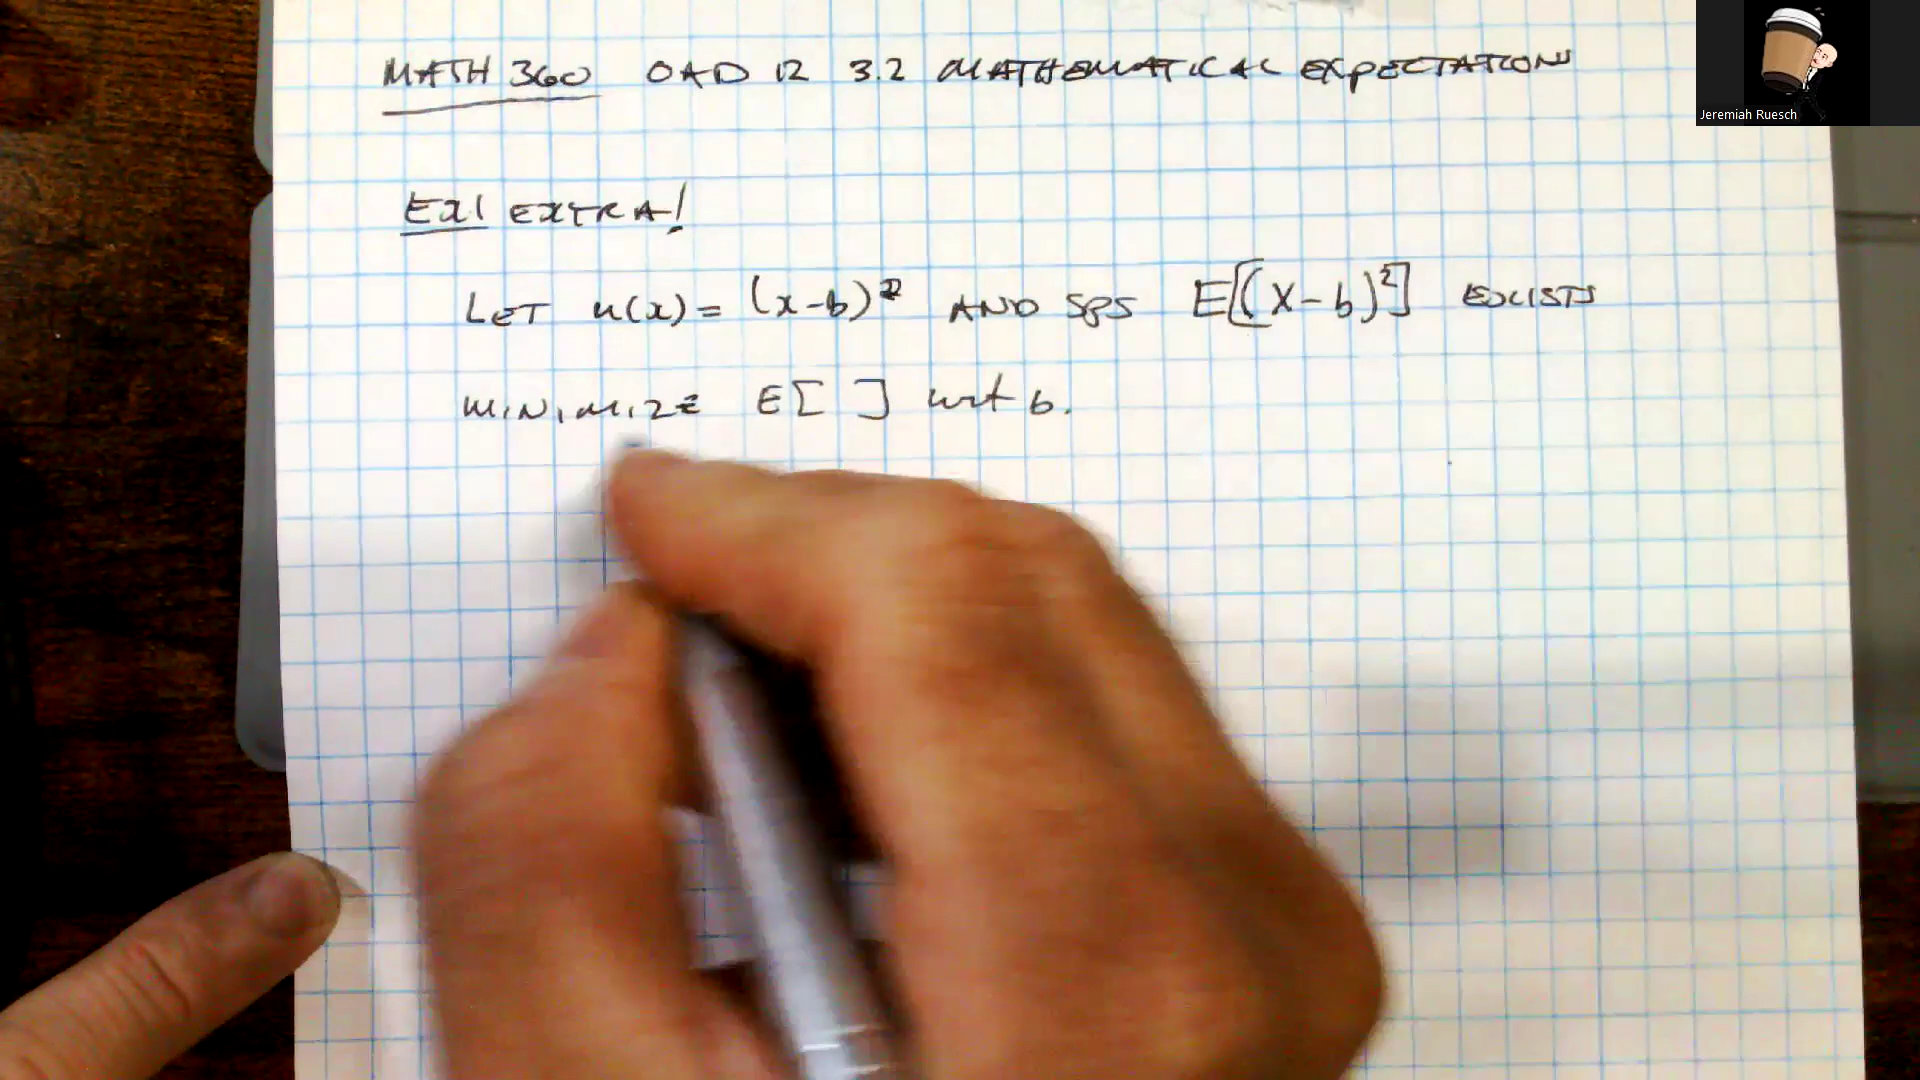 MATH 360 OAD 12 3.2 MATHEMATICAL EXPECTATIONS
Jeremiah Ruesch
EX1 EXTRA!
LET u(x) = (x-b)² AND SPS E[(X-b)²] EXISTS
MINIMIZE E[ ] wrt b.